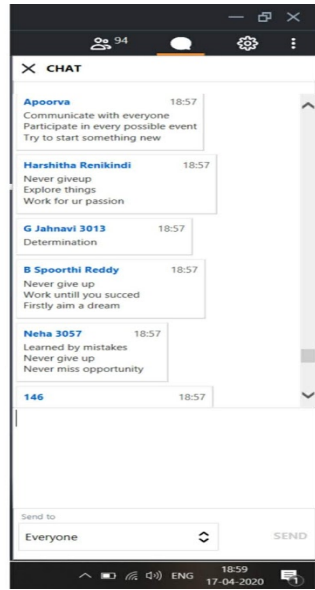 94
CHAT
Apoorva 18:57
Communicate with everyone
Participate in every possible event
Try to start something new
Harshitha Renikindi 18:57
Never giveup
Explore things
Work for ur passion
G Jahnavi 3013 18:57
Determination
B Spoorthi Reddy 18:57
Never give up
Work untill you succed
Firstly aim a dream
Neha 3057 18:57
Learned by mistakes
Never give up
Never miss opportunity
146 18:57
Send to
Everyone
SEND
ENG
18:59
17-04-2020
1